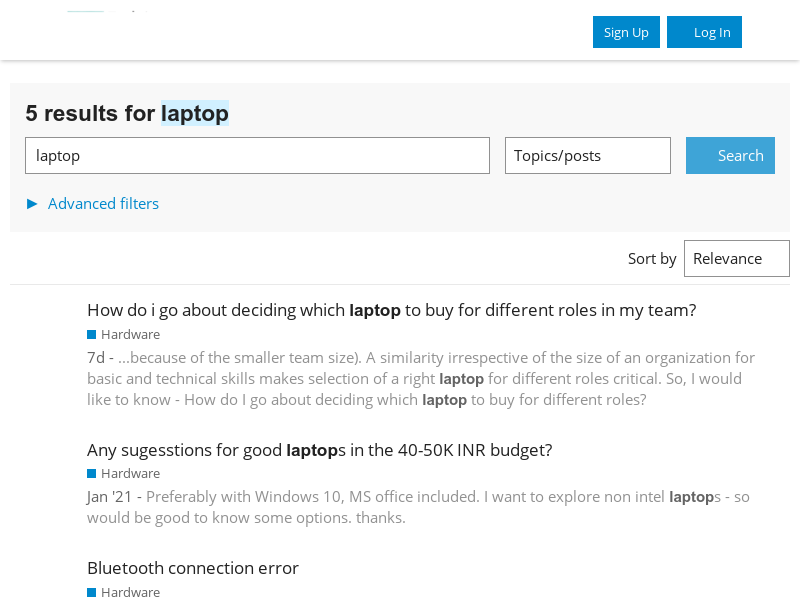 Sign Up
Log In
5 results for laptop
laptop
Topics/posts
Search
► Advanced filters
Sort by
Relevance
How do i go about deciding which laptop to buy for different roles in my team?
Hardware
7d - ...because of the smaller team size). A similarity irrespective of the size of an organization for
basic and technical skills makes selection of a right laptop for different roles critical. So, I would
like to know - How do I go about deciding which laptop to buy for different roles?
Any sugesstions for good laptops in the 40-50K INR budget?
Hardware
Jan '21 - Preferably with Windows 10, MS office included. I want to explore non intel laptops - so
would be good to know some options. thanks.
Bluetooth connection error
Hardware